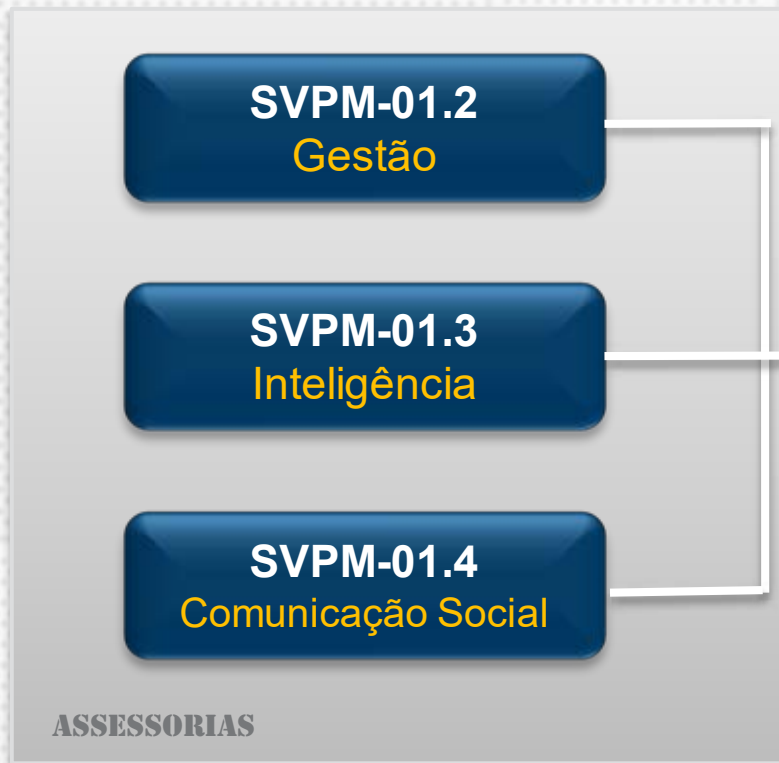 SVPM-01.2
Gestão
SVPM-01.3
Inteligência
SVPM-01.4
Comunicação Social
ASSESSORIAS